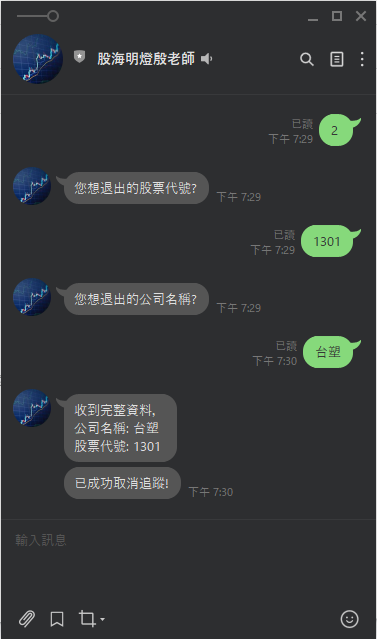 股海明燈殷老師
已讀
下午 7:29
2
您想退出的股票代號?
下午 7:29
已讀
下午 7:29
1301
您想退出的公司名稱?
下午 7:29
已讀
下午 7:30
台塑
收到完整資料,
公司名稱: 台塑
股票代號: 1301
已成功取消追蹤!
下午 7:30
輸入訊息